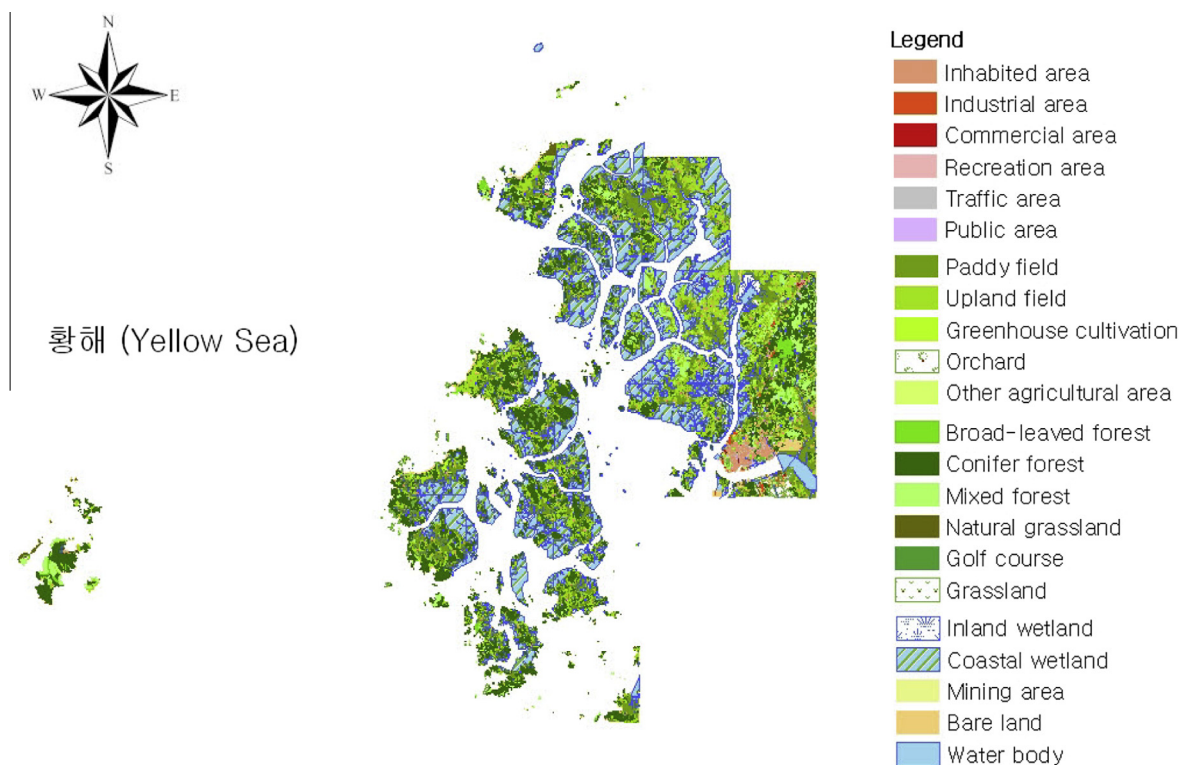 N
W
E
S
황해 (Yellow Sea)
Legend
Inhabited area
Industrial area
Commercial area
Recreation area
Traffic area
Public area
Paddy field
Upland field
Greenhouse cultivation
Orchard
Other agricultural area
Broad-leaved forest
Conifer forest
Mixed forest
Natural grassland
Golf course
Grassland
Inland wetland
Coastal wetland
Mining area
Bare land
Water body